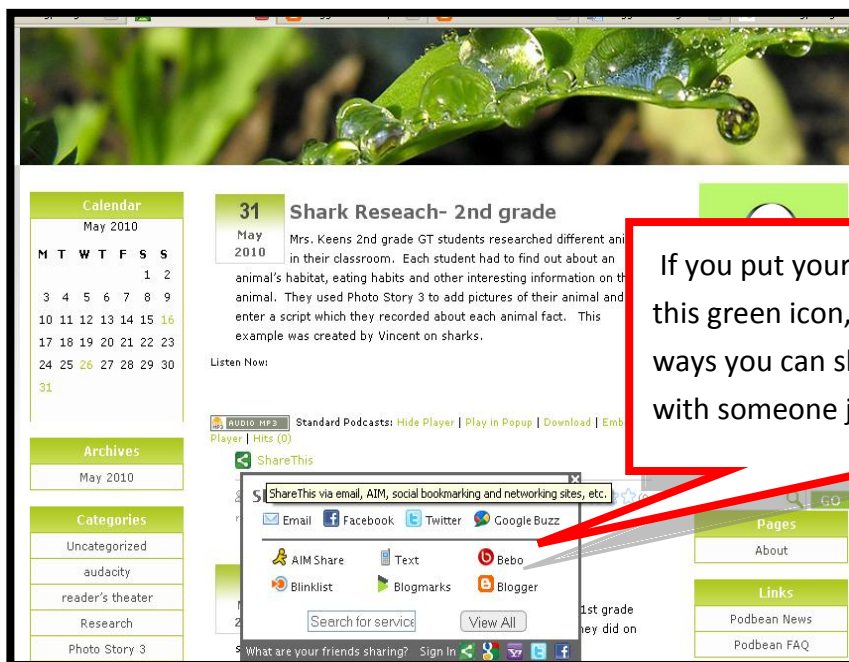 Calendar
May 2010
M T W T F S S
1 2
3 4 5 6 7 8 9
10 11 12 13 14 15 16
17 18 19 20 21 22 23
24 25 26 27 28 29 30
31
Archives
May 2010
Categories
Uncategorized
audacity
reader's theater
Research
Photo Story 3
31
May
2010
Shark Reseach- 2nd grade
Mrs. Keens 2nd grade GT students researched different
in their classroom. Each student had to find out about an
animal's habitat, eating habits and other interesting information on
animal. They used Photo Story 3 to add pictures of their animal and
enter a script which they recorded about each animal fact. This
example was created by Vincent on sharks.
Listen Now:
AUDIO MP3 Standard Podcasts: Hide Player | Play in Popup | Download |
Player | Hits (0)
ShareThis
ShareThis via email, AIM, social bookmarking and networking sites, etc.
Email Facebook Twitter Google Buzz
AIM Share Text Bebo
Blinklist Blogmarks Blogger
Search for service View All
What are your friends sharing? Sign In
1st grade
did on
If you put your
this green icon,
ways you can
with someone
GO
Pages
About
Links
Podbean News
Podbean FAQ